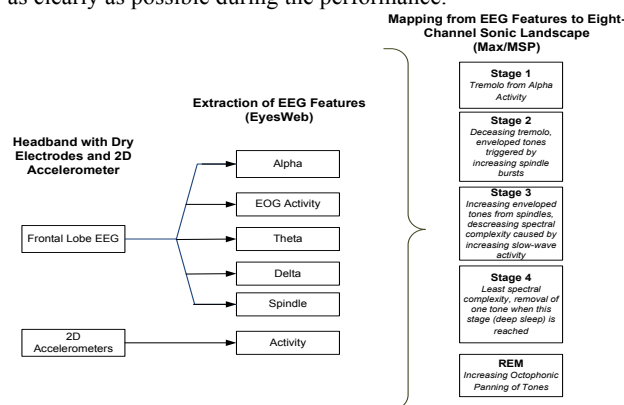 as clearly as possible during the performance.
Mapping from EEG Features to Eight-
Channel Sonic Landscape
(Max/MSP)
Extraction of EEG Features
(EyesWeb)
Headband with Dry
Electrodes and 2D
Accelerometer
Frontal Lobe EEG
2D
Accelerometers
Alpha
EOG Activity
Theta
Delta
Spindle
Activity
Stage 1
Tremolo from Alpha
Activity
Stage 2
Deceasing tremolo,
enveloped tones
triggered by
increasing spindle
bursts
Stage 3
Increasing enveloped
tones from spindles,
descreasing spectral
complexity caused by
increasing slow-wave
activity
Stage 4
Least spectral
complexity, removal of
one tone when this
stage (deep sleep) is
reached
REM
Increasing Octophonic
Panning of Tones